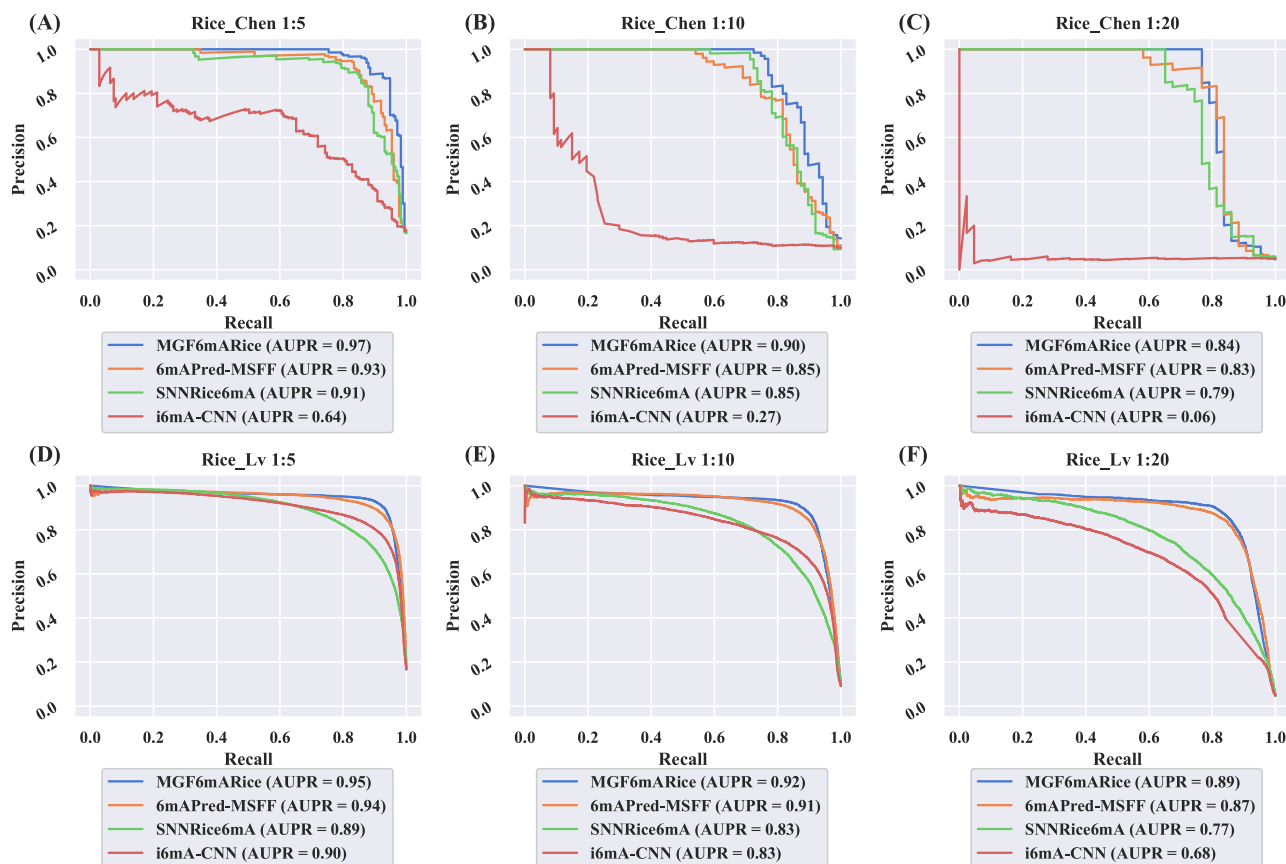 (A) Rice_Chen 1:5
1.0
0.8
0.6
0.4
0.2
0.0
Precision
0.0 0.2 0.4 0.6 0.8 1.0
Recall
MGF6mARice (AUPR = 0.97)
6mAPred-MSFF (AUPR = 0.93)
SNNRice6mA (AUPR = 0.91)
i6mA-CNN (AUPR = 0.64)
(B) Rice_Chen 1:10
1.0
0.8
0.6
0.4
0.2
0.0
Precision
0.0 0.2 0.4 0.6 0.8 1.0
Recall
MGF6mARice (AUPR = 0.90)
6mAPred-MSFF (AUPR = 0.85)
SNNRice6mA (AUPR = 0.85)
i6mA-CNN (AUPR = 0.27)
(C) Rice_Chen 1:20
1.0
0.8
0.6
0.4
0.2
0.0
Precision
0.0 0.2 0.4 0.6 0.8 1.0
Recall
MGF6mARice (AUPR = 0.84)
6mAPred-MSFF (AUPR = 0.83)
SNNRice6mA (AUPR = 0.79)
i6mA-CNN (AUPR = 0.06)
(D) Rice_Lv 1:5
1.0
0.8
0.6
0.4
0.2
0.0
Precision
0.0 0.2 0.4 0.6 0.8 1.0
Recall
MGF6mARice (AUPR = 0.95)
6mAPred-MSFF (AUPR = 0.94)
SNNRice6mA (AUPR = 0.89)
i6mA-CNN (AUPR = 0.90)
(E) Rice_Lv 1:10
1.0
0.8
0.6
0.4
0.2
0.0
Precision
0.0 0.2 0.4 0.6 0.8 1.0
Recall
MGF6mARice (AUPR = 0.92)
6mAPred-MSFF (AUPR = 0.91)
SNNRice6mA (AUPR = 0.83)
i6mA-CNN (AUPR = 0.83)
(F) Rice_Lv 1:20
1.0
0.8
0.6
0.4
0.2
0.0
Precision
0.0 0.2 0.4 0.6 0.8 1.0
Recall
MGF6mARice (AUPR = 0.89)
6mAPred-MSFF (AUPR = 0.87)
SNNRice6mA (AUPR = 0.77)
i6mA-CNN (AUPR = 0.68)